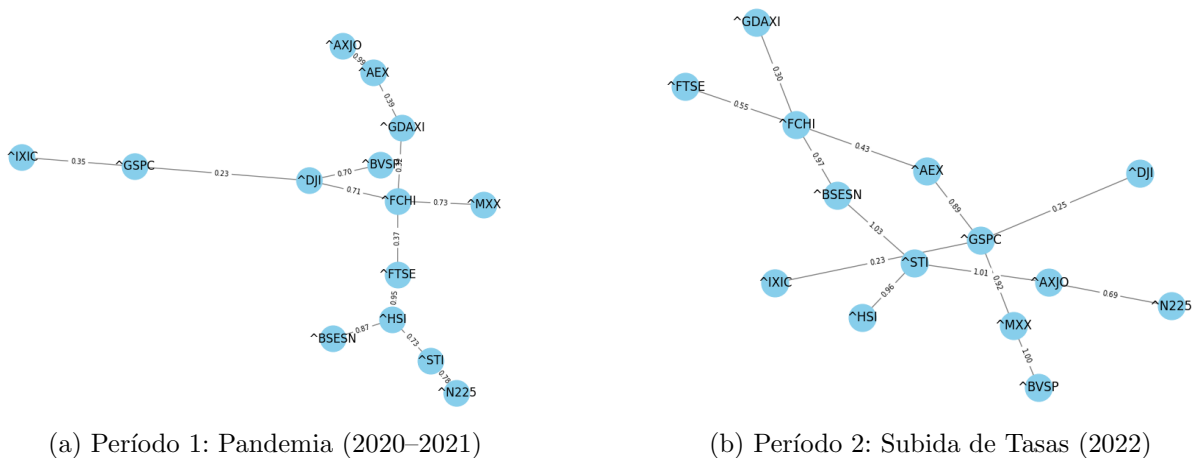 ^AXJO
0.99
^AEX
0.39
^GDAXI
^IXIC
0.35
^GSPC
0.23
^DJI
0.70
^BVSP
0.71
^FCHI
0.73
^MXX
0.37
^FTSE
0.95
^HSI
0.87
^BSESN
0.73
^STI
0.78
^N225
(a) Período 1: Pandemia (2020–2021)
^GDAXI
0.30
^FTSE
0.55
^FCHI
0.43
^AEX
0.97
^BSESN
0.89
^DJI
0.25
^GSPC
1.03
^STI
0.23
^IXIC
1.01
^AXJO
0.69
^N225
0.96
^HSI
0.92
^MXX
1.00
^BVSP
(b) Período 2: Subida de Tasas (2022)